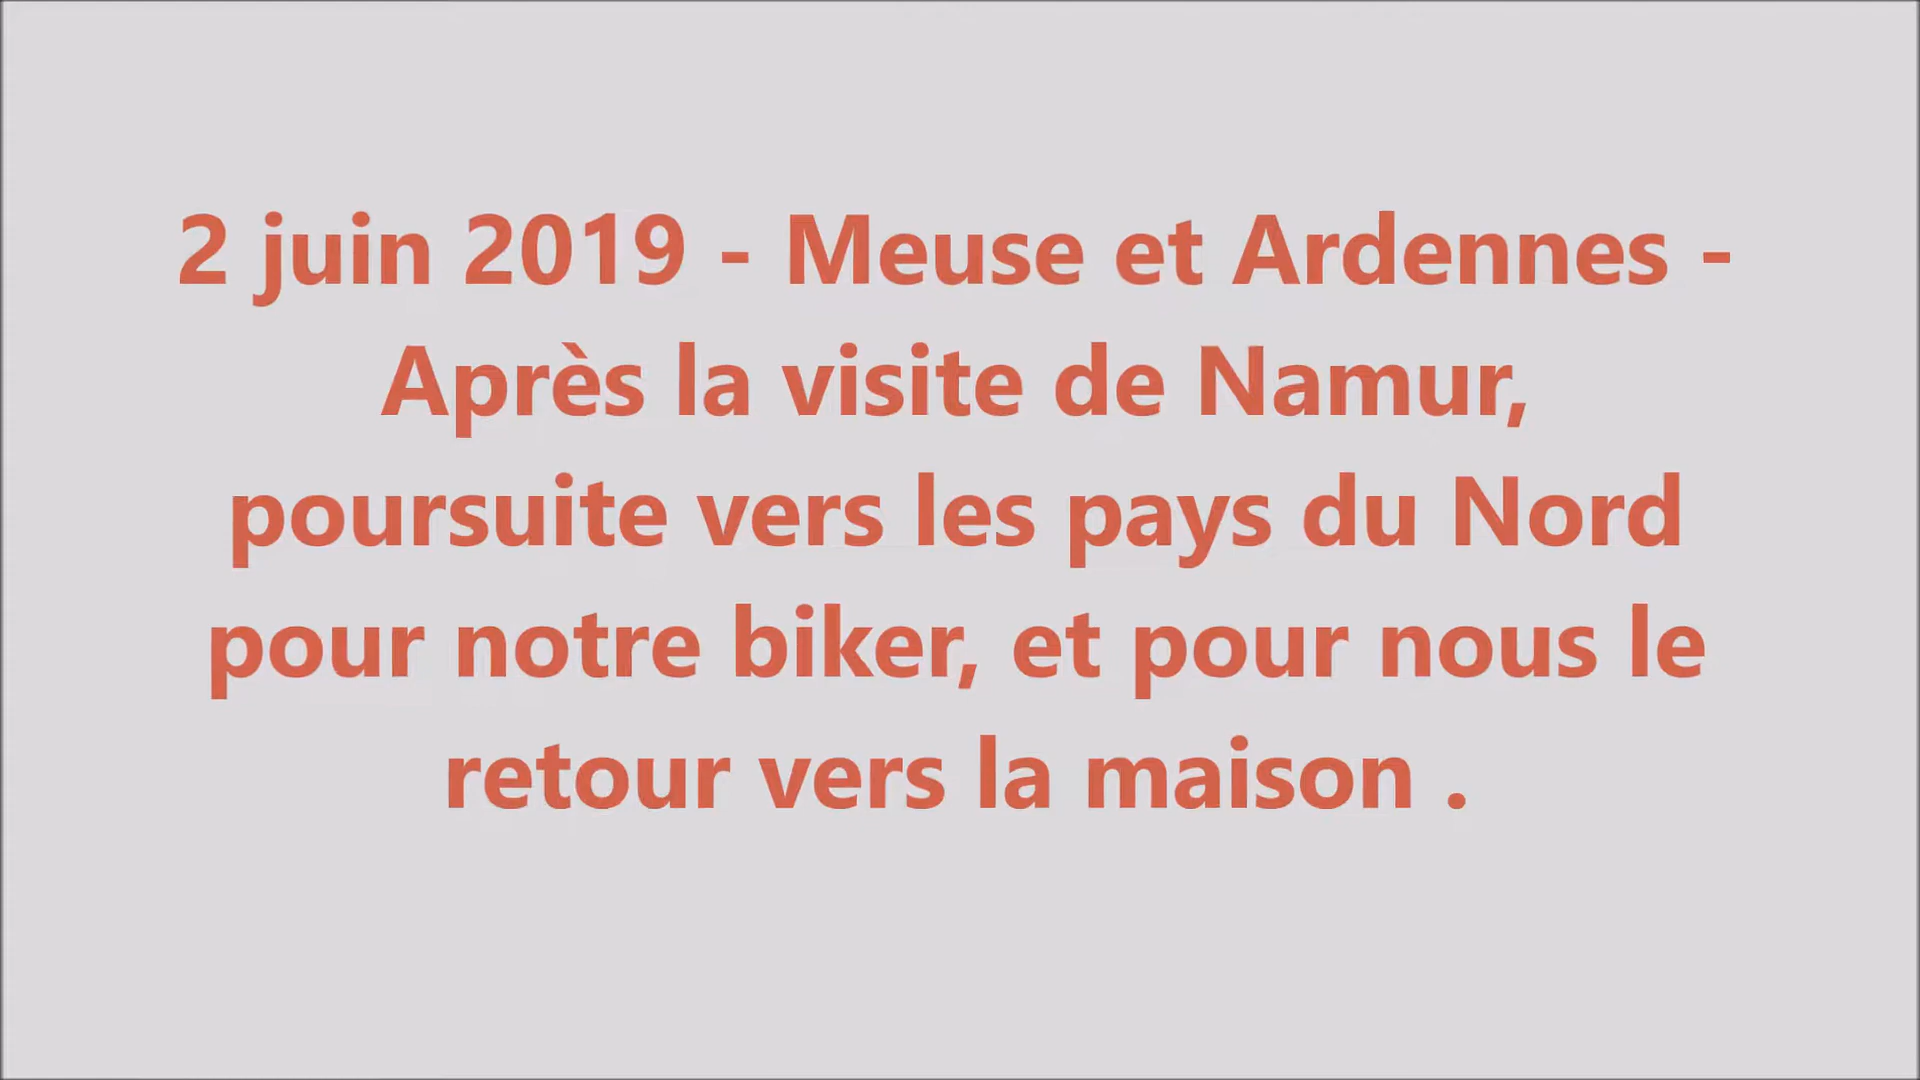 2 juin 2019 - Meuse et Ardennes -
Après la visite de Namur,
poursuite vers les pays du Nord
pour notre biker, et pour nous le
retour vers la maison .